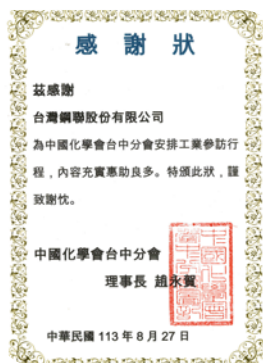 感謝狀
茲感謝
台灣鋼聯股份有限公司
為中國化學會台中分會安排工業參訪行
程，內容充實惠助良多。特頒此狀，謹
致謝忱。
中國化學會台中分會
理事長 趙永賀
中華民國 113 年 8 月 27 日